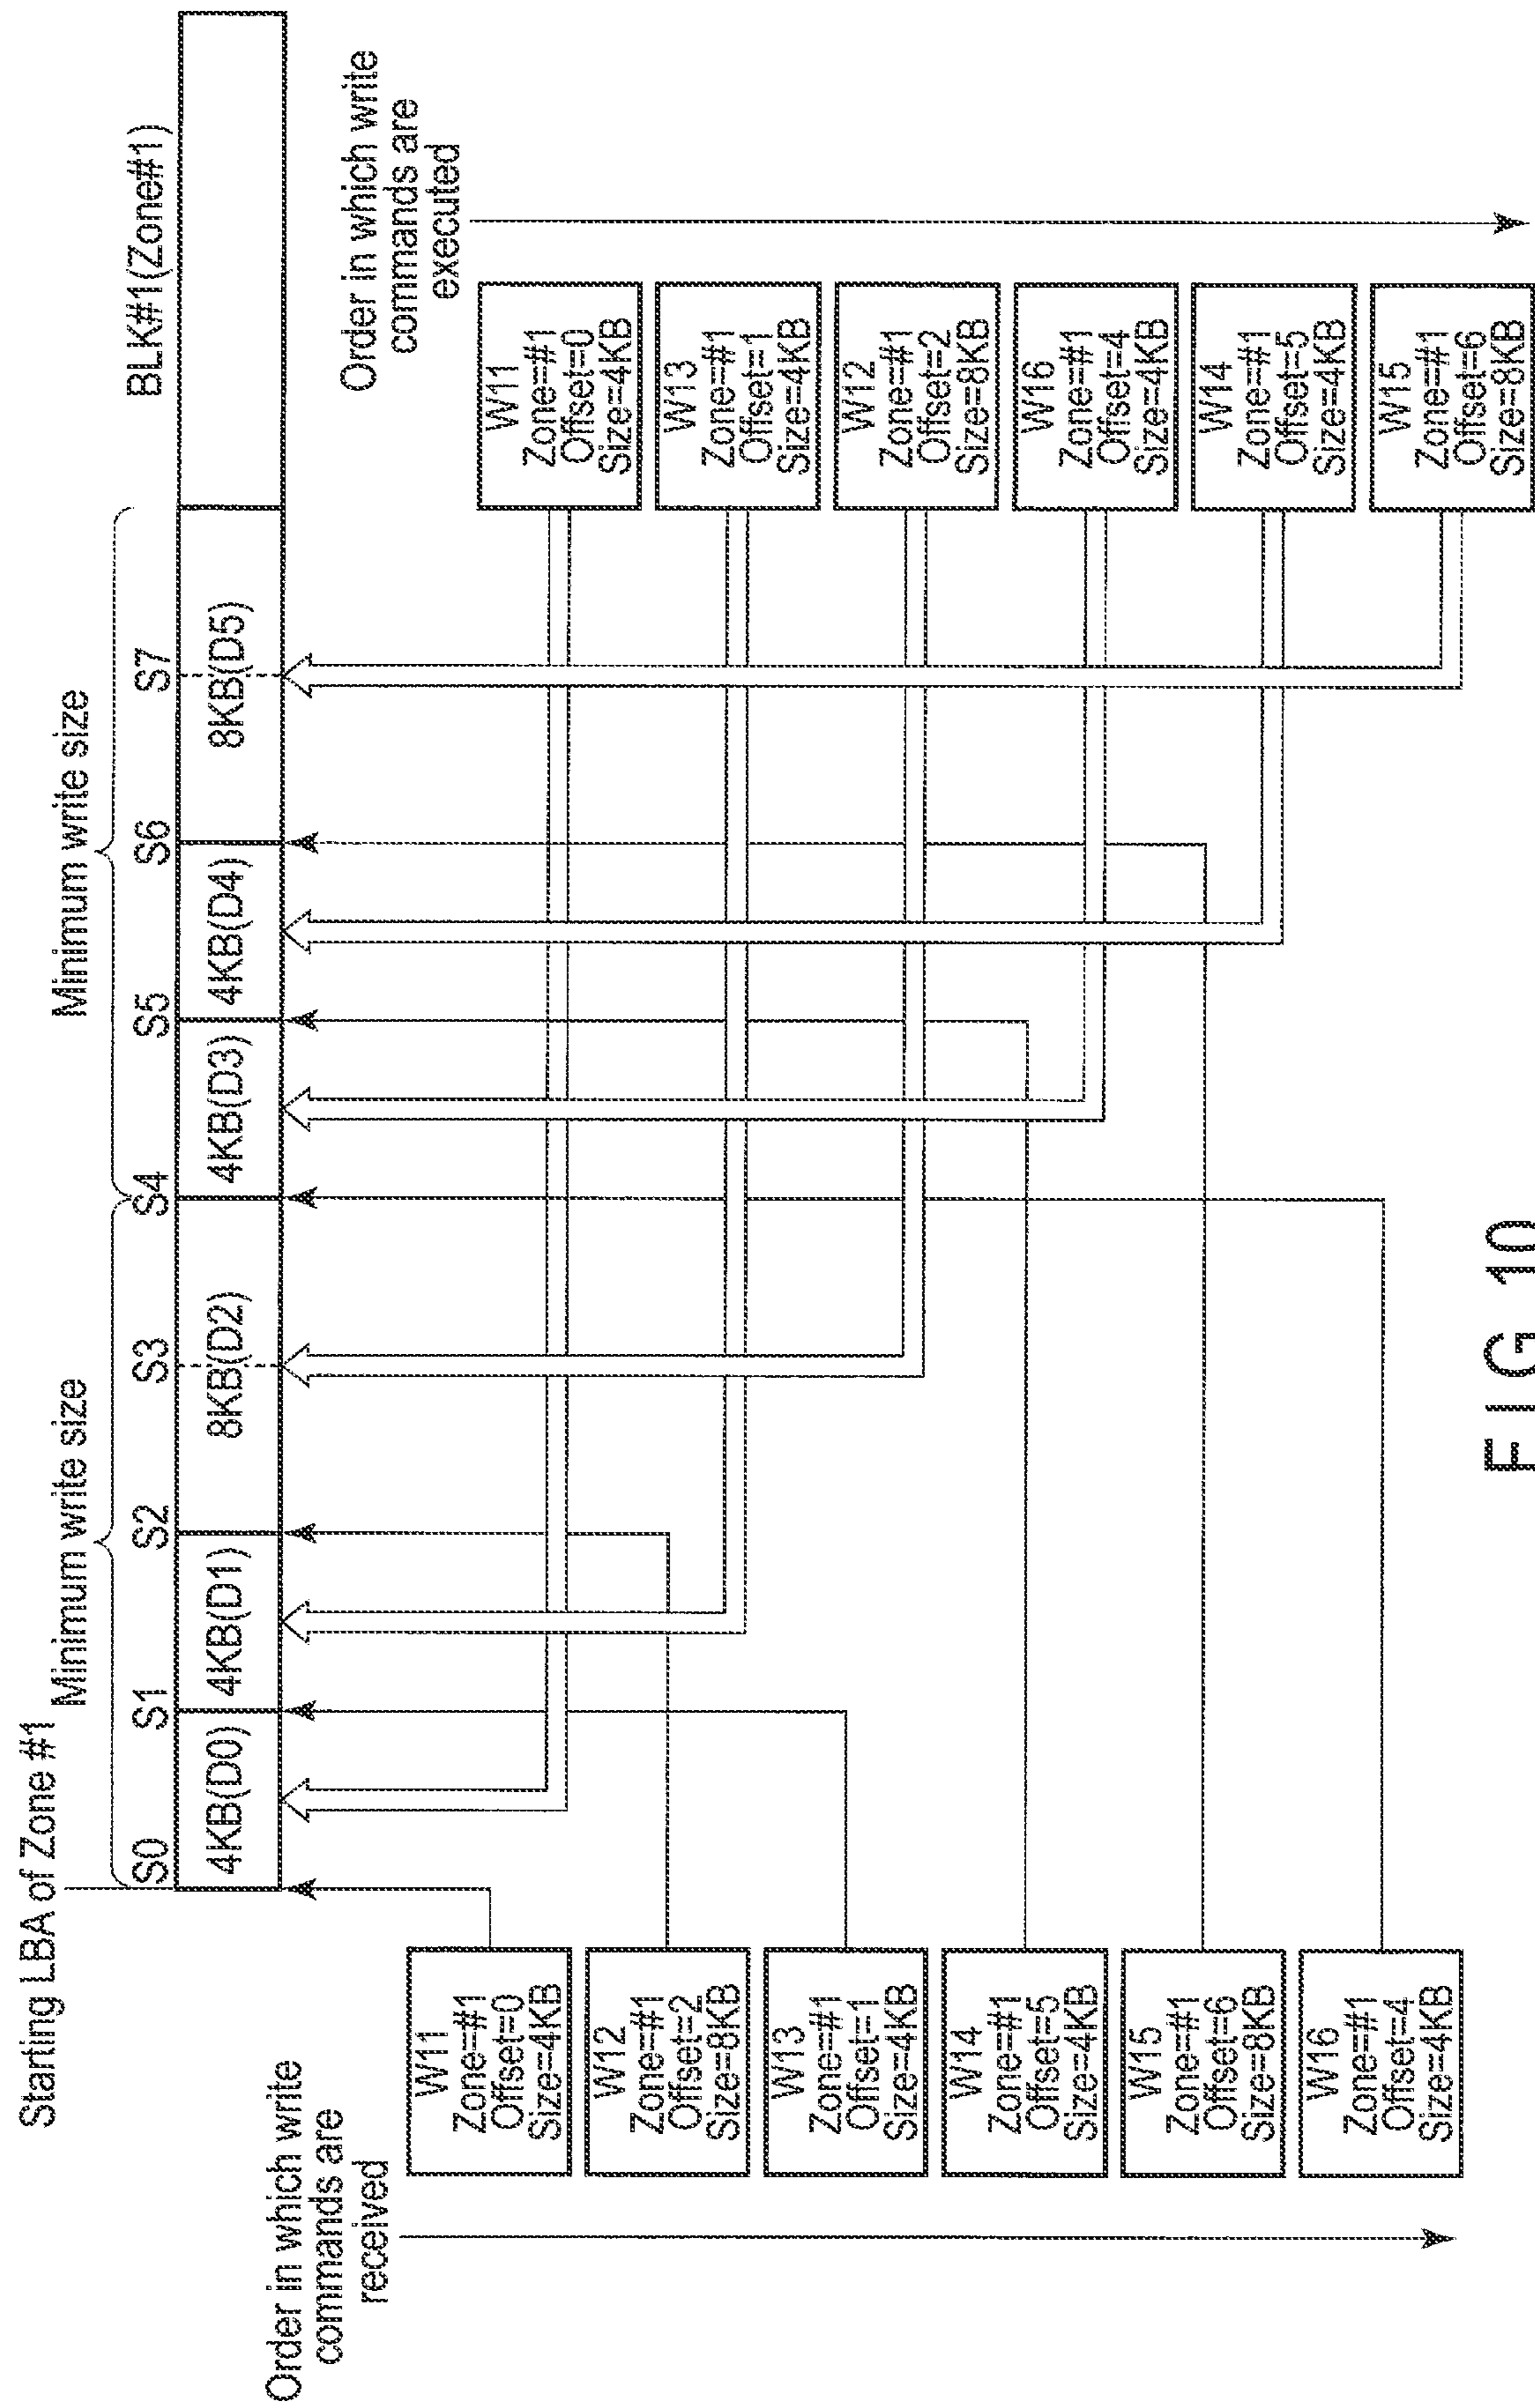 Starting LBA of Zone #1
Minimum write size
Minimum write size
S0
S1
S2
S3
S4
S5
S6
S7
BLK#1(Zone#1)
4KB(D0)
4KB(D1)
8KB(D2)
4KB(D3)
4KB(D4)
8KB(D5)
Order in which write
commands are
received
W11
Zone=#1
Offset=0
Size=4KB
W12
Zone=#1
Offset=2
Size=8KB
W13
Zone=#1
Offset=1
Size=4KB
W14
Zone=#1
Offset=5
Size=4KB
W15
Zone=#1
Offset=6
Size=8KB
W16
Zone=#1
Offset=4
Size=4KB
Order in which write
commands are
executed
W11
Zone=#1
Offset=0
Size=4KB
W13
Zone=#1
Offset=1
Size=4KB
W12
Zone=#1
Offset=2
Size=8KB
W16
Zone=#1
Offset=4
Size=4KB
W14
Zone=#1
Offset=5
Size=4KB
W15
Zone=#1
Offset=6
Size=8KB
FIG 10